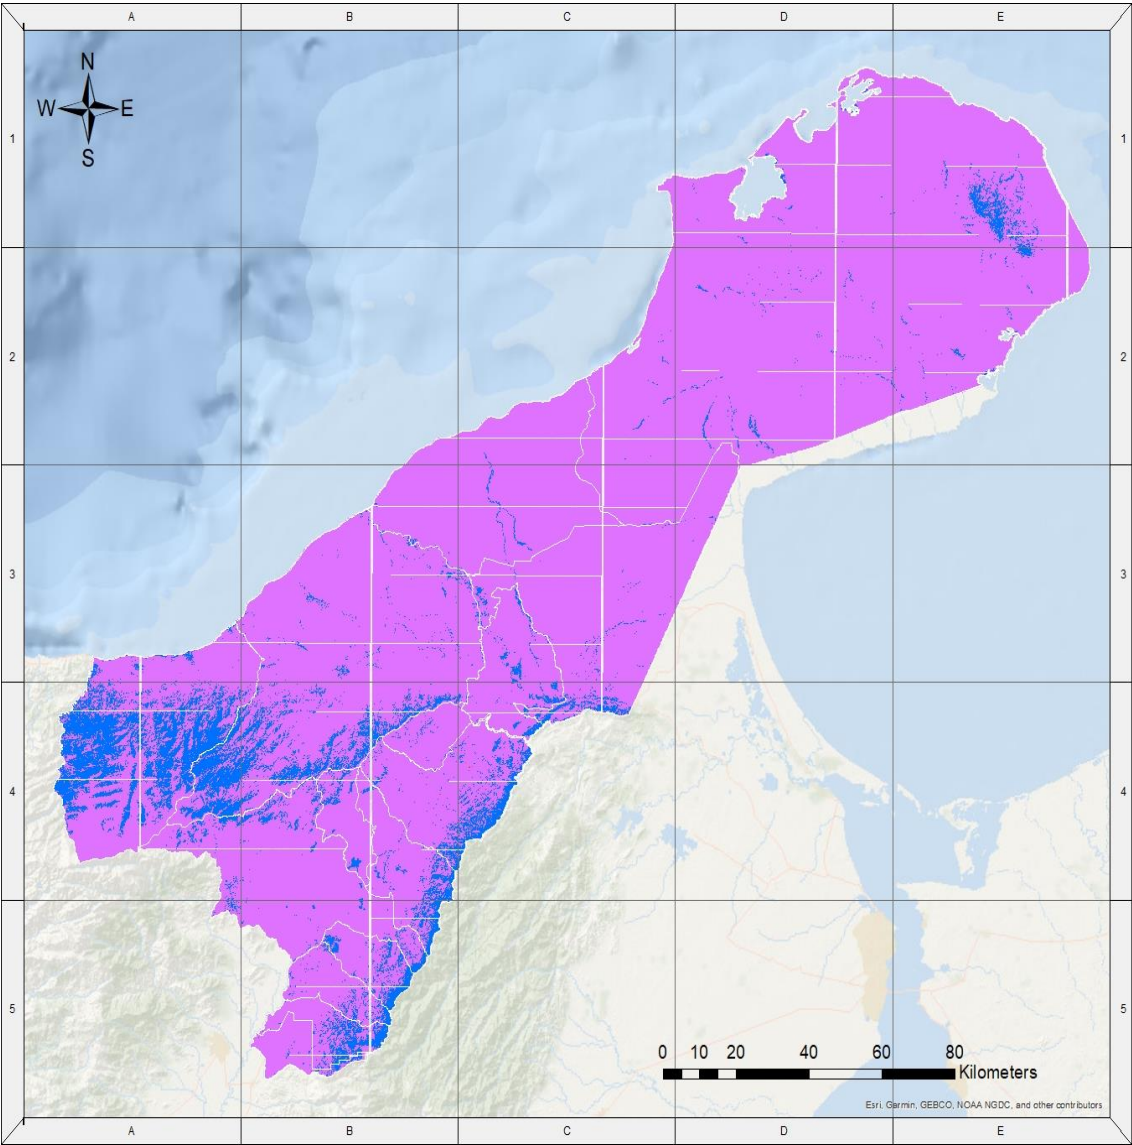 A B C D E
N
W E
S
1 1
2 2
3 3
4 4
5 5
0 10 20 40 60 80
Kilometers
Esri, Garmin, GEBCO, NOAA NGDC, and other contributors
A B C D E